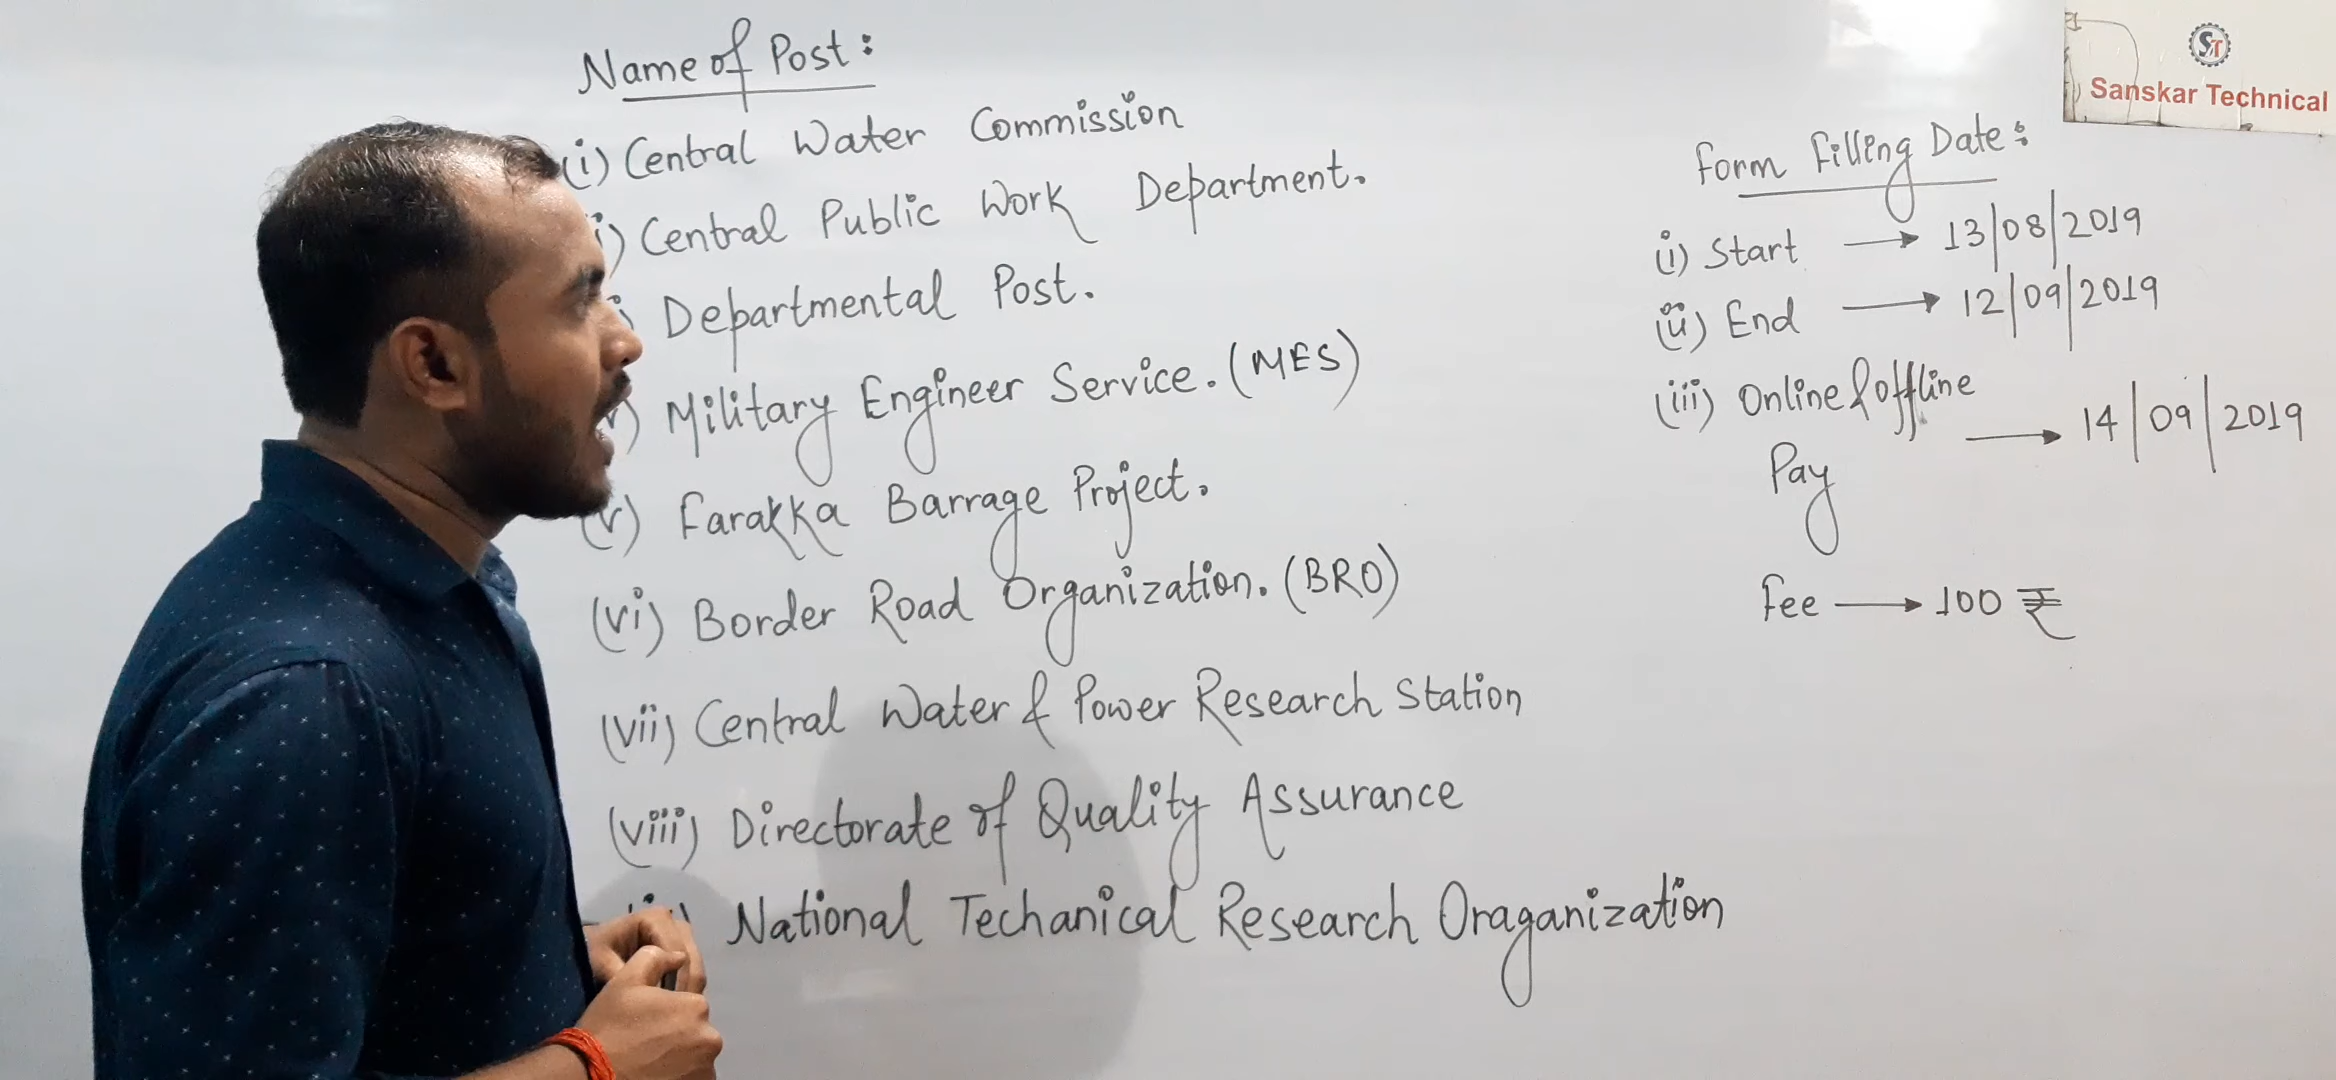 Name of Post :
(i) Central Water Commission
i) Central Public Work Department.
Departmental Post.
v) Military Engineer Service. (MES)
(v) Farakka Barrage Project.
(vi) Border Road Organization. (BRO)
(vii) Central Water & Power Research Station
(viii) Directorate of Quality Assurance
National Techanical Research Oraganization
Form Filling Date :
(i) Start → 13/08/2019
(ii) End → 12/09/2019
(iii) Online & offline
Pay → 14/09/2019
Fee → 100 ₹
ST
Sanskar Technical